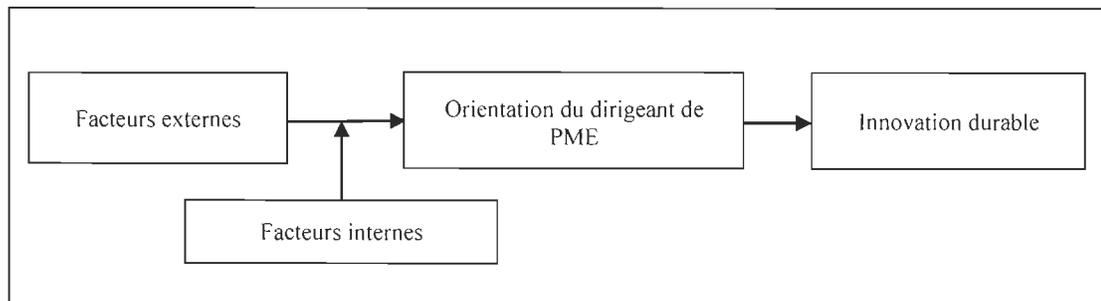 Facteurs externes
Orientation du dirigeant de
PME
Innovation durable
Facteurs internes